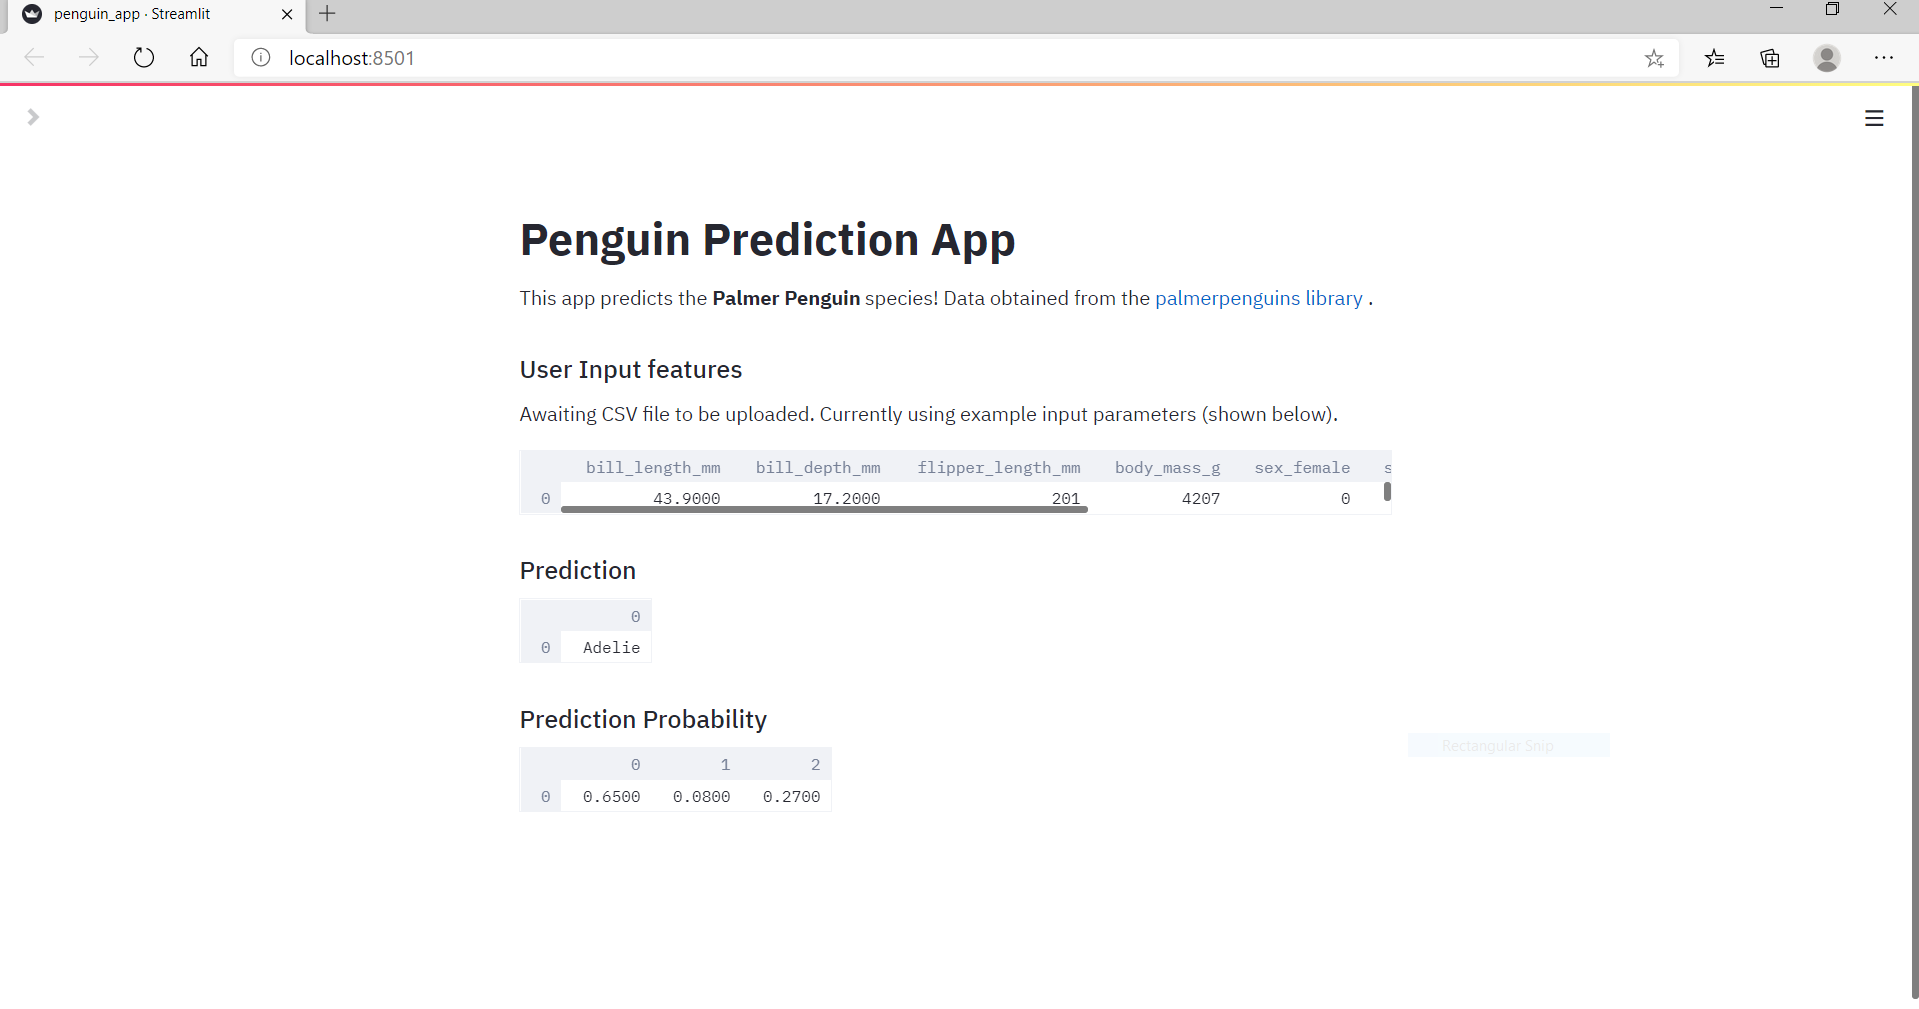 penguin_app · Streamlit
localhost:8501
Penguin Prediction App
This app predicts the Palmer Penguin species! Data obtained from the palmerpenguins library .
User Input features
Awaiting CSV file to be uploaded. Currently using example input parameters (shown below).
bill_length_mm bill_depth_mm flipper_length_mm body_mass_g sex_female s
0 43.9000 17.2000 201 4207 0
Prediction
0
0 Adelie
Prediction Probability
0 1 2
0 0.6500 0.0800 0.2700
Rectangular Snip